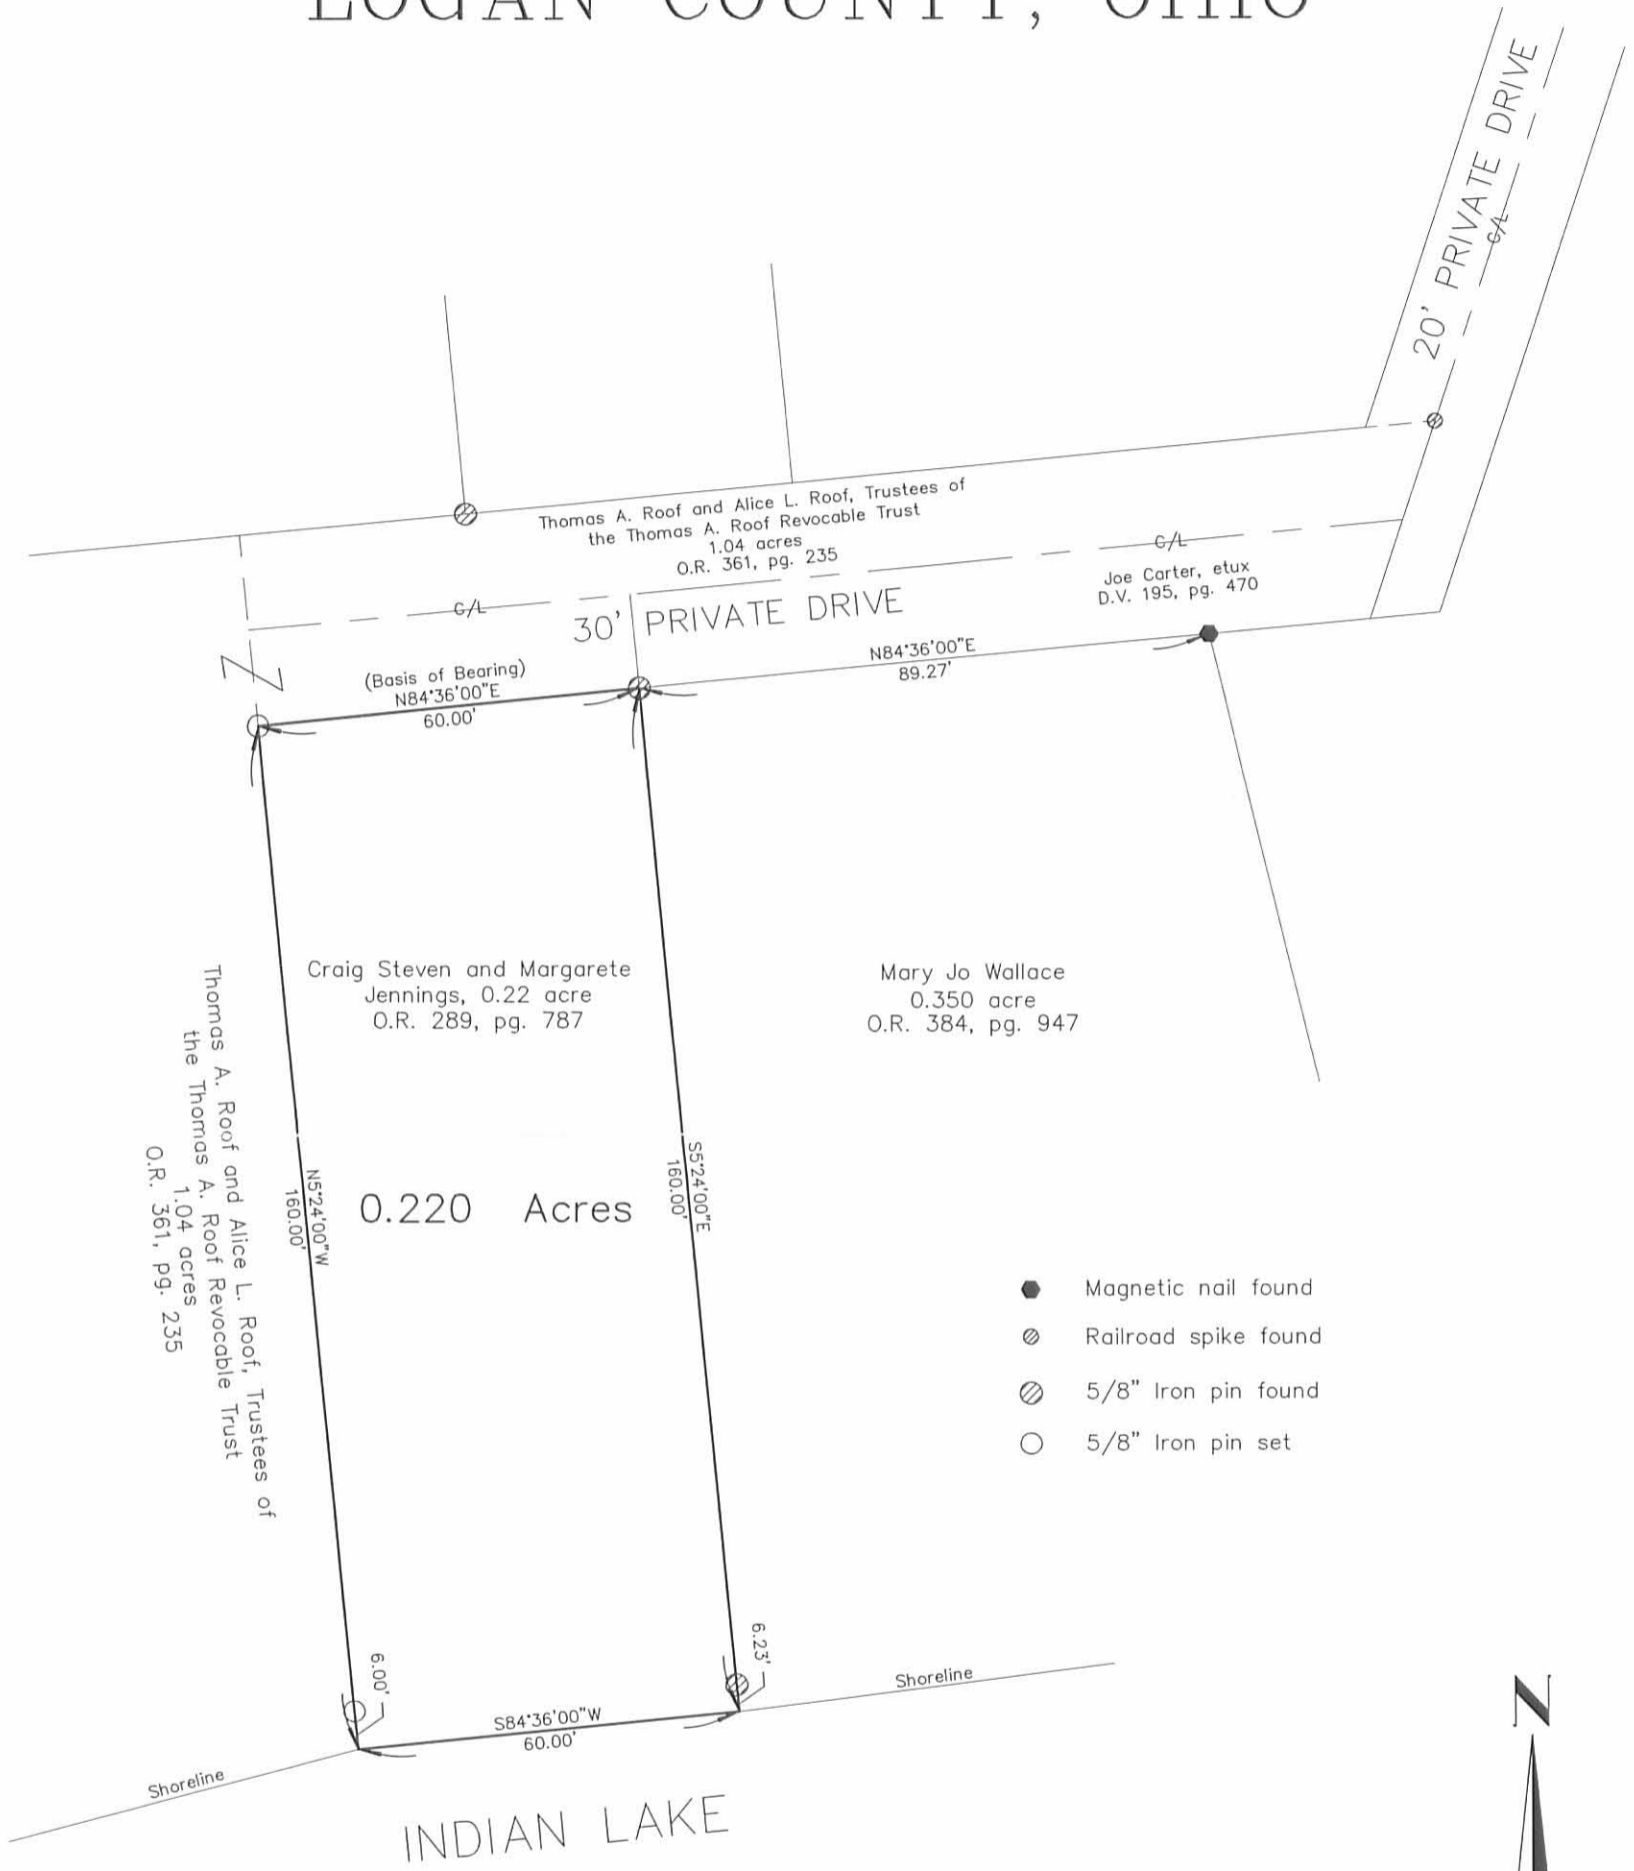 LOGAN COUNTY, OHIO
20' PRIVATE DRIVE
C/L
Thomas A. Roof and Alice L. Roof, Trustees of
the Thomas A. Roof Revocable Trust
1.04 acres
O.R. 361, pg. 235
C/L
Joe Carter, etux
D.V. 195, pg. 470
C/L
30' PRIVATE DRIVE
(Basis of Bearing)
N84°36'00"E
60.00'
N84°36'00"E
89.27'
Craig Steven and Margarete
Jennings, 0.22 acre
O.R. 289, pg. 787
Mary Jo Wallace
0.350 acre
O.R. 384, pg. 947
Thomas A. Roof and Alice L. Roof, Trustees of
the Thomas A. Roof Revocable Trust
1.04 acres
O.R. 361, pg. 235
N5°24'00"W
160.00'
0.220 Acres
S5°24'00"E
160.00'
Magnetic nail found
Railroad spike found
5/8" Iron pin found
5/8" Iron pin set
6.00'
6.23'
S84°36'00"W
60.00'
Shoreline
Shoreline
INDIAN LAKE
N